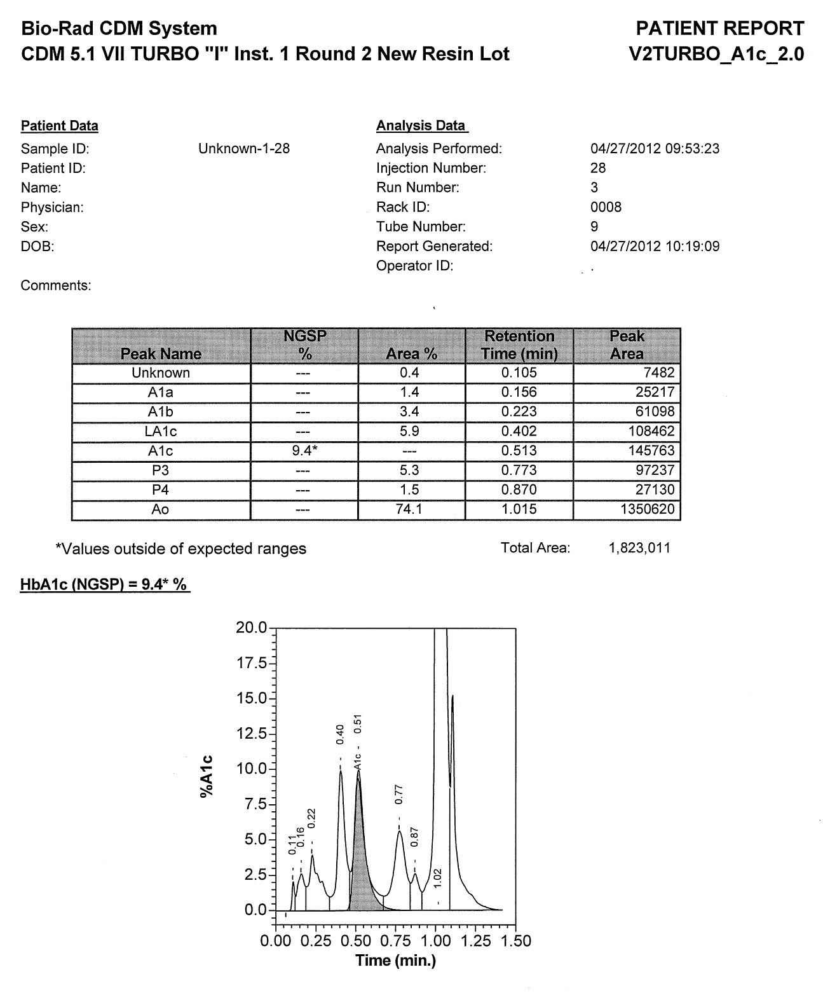 Bio-Rad CDM System PATIENT REPORT
CDM 5.1 VII TURBO "I" Inst. 1 Round 2 New Resin Lot V2TURBO_A1c_2.0
Patient Data Analysis Data
Sample ID: Unknown-1-28 Analysis Performed: 04/27/2012 09:53:23
Patient ID: Injection Number: 28
Name: Run Number: 3
Physician: Rack ID: 0008
Sex: Tube Number: 9
DOB: Report Generated: 04/27/2012 10:19:09
Operator ID: .
Comments:
NGSP Retention Peak
Peak Name % Area % Time (min) Area
Unknown --- 0.4 0.105 7482
A1a --- 1.4 0.156 25217
A1b --- 3.4 0.223 61098
LA1c --- 5.9 0.402 108462
A1c 9.4* --- 0.513 145763
P3 --- 5.3 0.773 97237
P4 --- 1.5 0.870 27130
Ao --- 74.1 1.015 1350620
*Values outside of expected ranges Total Area: 1,823,011
HbA1c (NGSP) = 9.4* %
20.0
17.5
15.0
12.5
10.0
7.5
5.0
2.5
0.0
%A1c
0.11
0.16
0.22
0.40
A1c - 0.51
0.77
0.87
1.02
0.00 0.25 0.50 0.75 1.00 1.25 1.50
Time (min.)